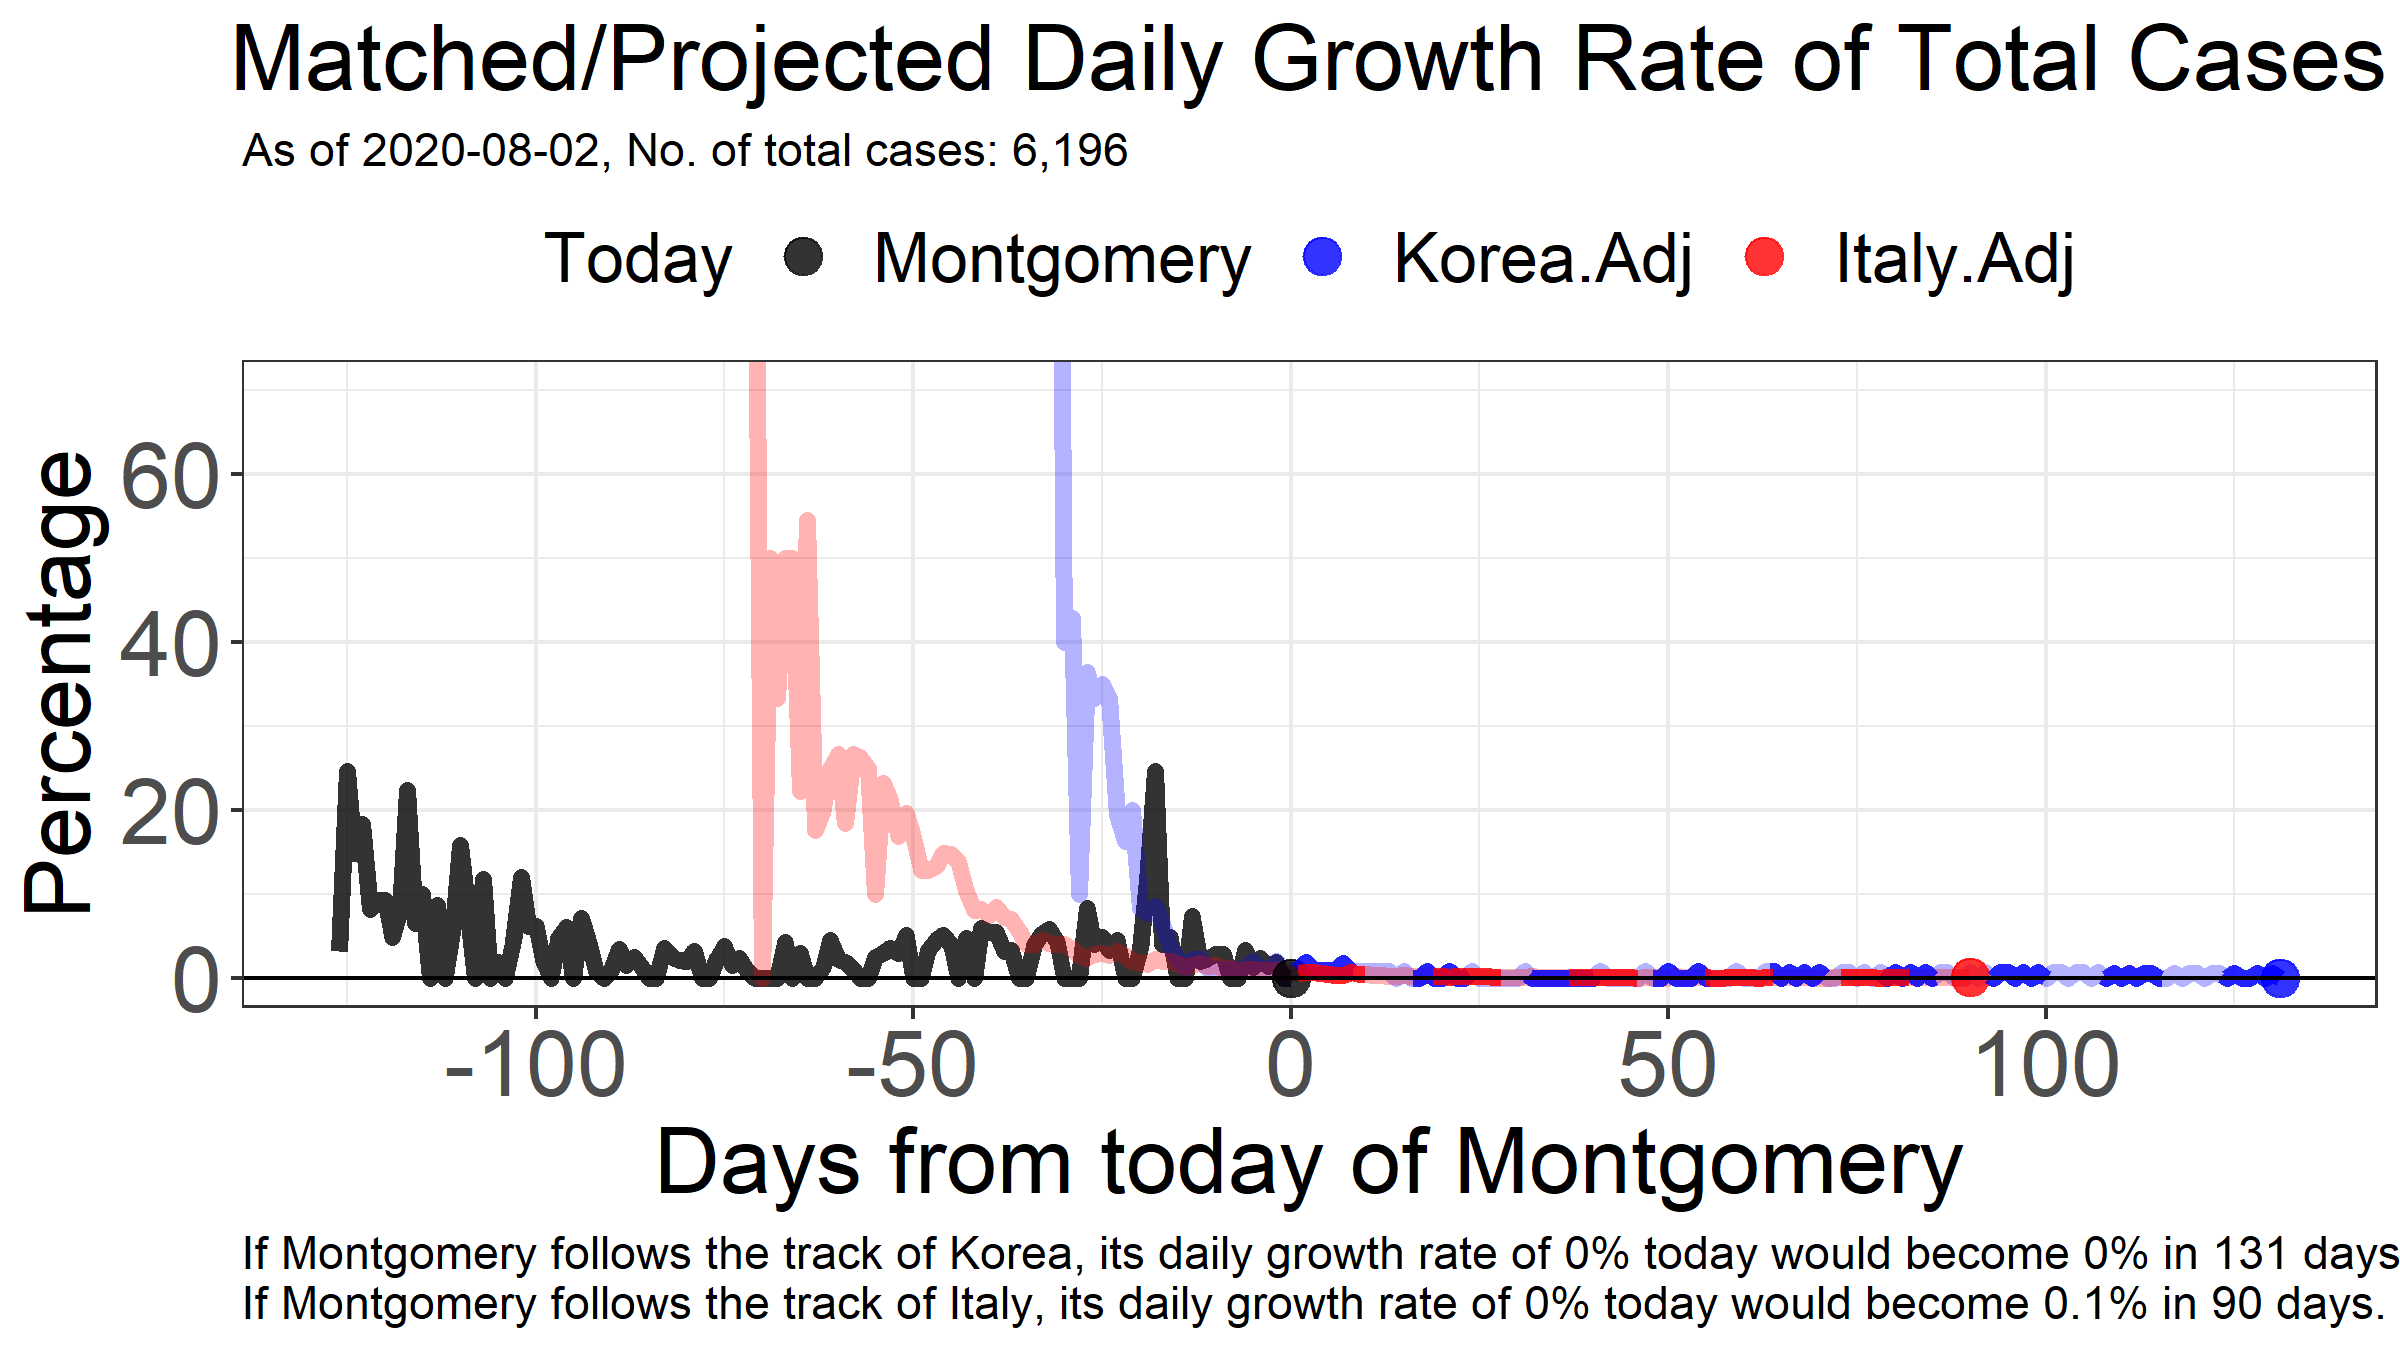 Matched/Projected Daily Growth Rate of Total Cases
As of 2020-08-02, No. of total cases: 6,196
Today Montgomery Korea.Adj Italy.Adj
Percentage
60
40
20
0
-100 -50 0 50 100
Days from today of Montgomery
If Montgomery follows the track of Korea, its daily growth rate of 0% today would become 0% in 131 days
If Montgomery follows the track of Italy, its daily growth rate of 0% today would become 0.1% in 90 days.